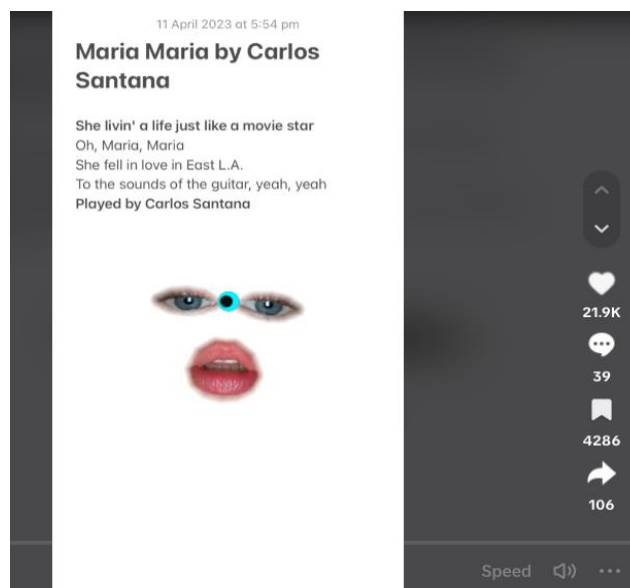 11 April 2023 at 5:54 pm
Maria Maria by Carlos
Santana
She livin' a life just like a movie star
Oh, Maria, Maria
She fell in love in East L.A.
To the sounds of the guitar, yeah, yeah
Played by Carlos Santana
21.9K
39
4286
106
Speed